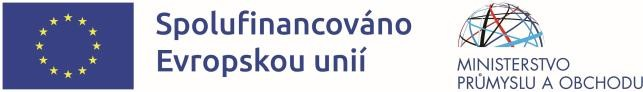 Spolufinancováno
Evropskou unií
MINISTERSTVO
PRŮMYSLU A OBCHODU